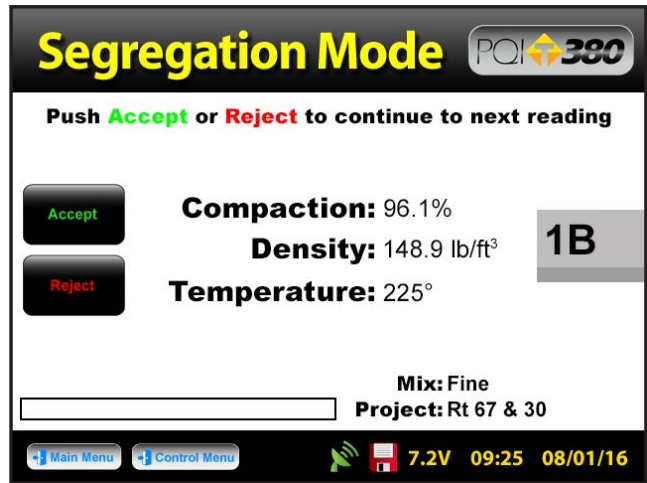 Segregation Mode PQI 380
Push Accept or Reject to continue to next reading
Accept
Reject
Compaction: 96.1%
Density: 148.9 lb/ft³
Temperature: 225°
1B
Mix: Fine
Project: Rt 67 & 30
Main Menu Control Menu 7.2V 09:25 08/01/16